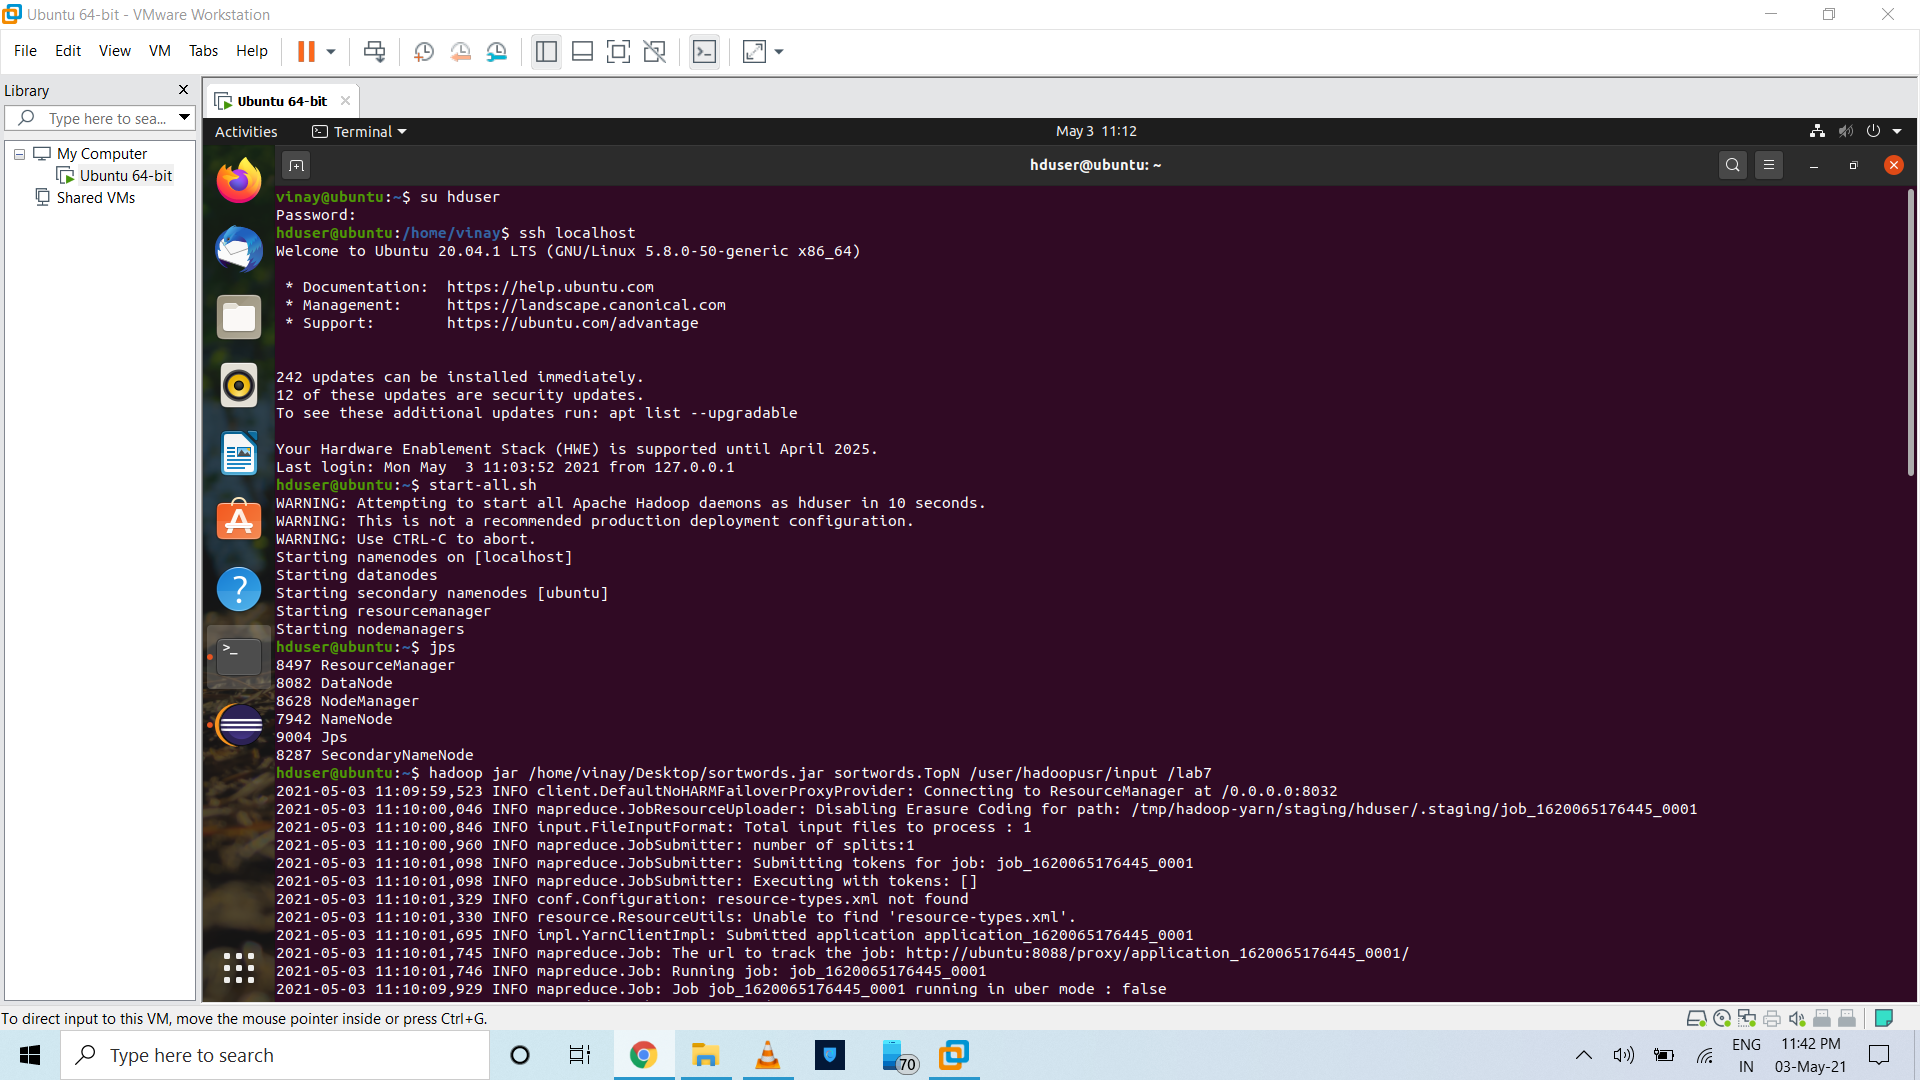 Ubuntu 64-bit - VMware Workstation
File Edit View VM Tabs Help
Library
Type here to sea...
My Computer
Ubuntu 64-bit
Shared VMs
Ubuntu 64-bit
Activities Terminal May 3 11:12
hduser@ubuntu: ~
vinay@ubuntu:~$ su hduser
Password:
hduser@ubuntu:/home/vinay$ ssh localhost
Welcome to Ubuntu 20.04.1 LTS (GNU/Linux 5.8.0-50-generic x86_64)
* Documentation: https://help.ubuntu.com
* Management: https://landscape.canonical.com
* Support: https://ubuntu.com/advantage
242 updates can be installed immediately.
12 of these updates are security updates.
To see these additional updates run: apt list --upgradable
Your Hardware Enablement Stack (HWE) is supported until April 2025.
Last login: Mon May  3 11:03:52 2021 from 127.0.0.1
hduser@ubuntu:~$ start-all.sh
WARNING: Attempting to start all Apache Hadoop daemons as hduser in 10 seconds.
WARNING: This is not a recommended production deployment configuration.
WARNING: Use CTRL-C to abort.
Starting namenodes on [localhost]
Starting datanodes
Starting secondary namenodes [ubuntu]
Starting resourcemanager
Starting nodemanagers
hduser@ubuntu:~$ jps
8497 ResourceManager
8082 DataNode
8628 NodeManager
7942 NameNode
9004 Jps
8287 SecondaryNameNode
hduser@ubuntu:~$ hadoop jar /home/vinay/Desktop/sortwords.jar sortwords.TopN /user/hadoopusr/input /lab7
2021-05-03 11:09:59,523 INFO client.DefaultNoHARMFailoverProxyProvider: Connecting to ResourceManager at /0.0.0.0:8032
2021-05-03 11:10:00,046 INFO mapreduce.JobResourceUploader: Disabling Erasure Coding for path: /tmp/hadoop-yarn/staging/hduser/.staging/job_1620065176445_0001
2021-05-03 11:10:00,846 INFO input.FileInputFormat: Total input files to process : 1
2021-05-03 11:10:00,960 INFO mapreduce.JobSubmitter: number of splits:1
2021-05-03 11:10:01,098 INFO mapreduce.JobSubmitter: Submitting tokens for job: job_1620065176445_0001
2021-05-03 11:10:01,098 INFO mapreduce.JobSubmitter: Executing with tokens: []
2021-05-03 11:10:01,329 INFO conf.Configuration: resource-types.xml not found
2021-05-03 11:10:01,330 INFO resource.ResourceUtils: Unable to find 'resource-types.xml'.
2021-05-03 11:10:01,695 INFO impl.YarnClientImpl: Submitted application application_1620065176445_0001
2021-05-03 11:10:01,745 INFO mapreduce.Job: The url to track the job: http://ubuntu:8088/proxy/application_1620065176445_0001/
2021-05-03 11:10:01,746 INFO mapreduce.Job: Running job: job_1620065176445_0001
2021-05-03 11:10:09,929 INFO mapreduce.Job: Job job_1620065176445_0001 running in uber mode : false
To direct input to this VM, move the mouse pointer inside or press Ctrl+G.
Type here to search
70
ENG
IN
11:42 PM
03-May-21